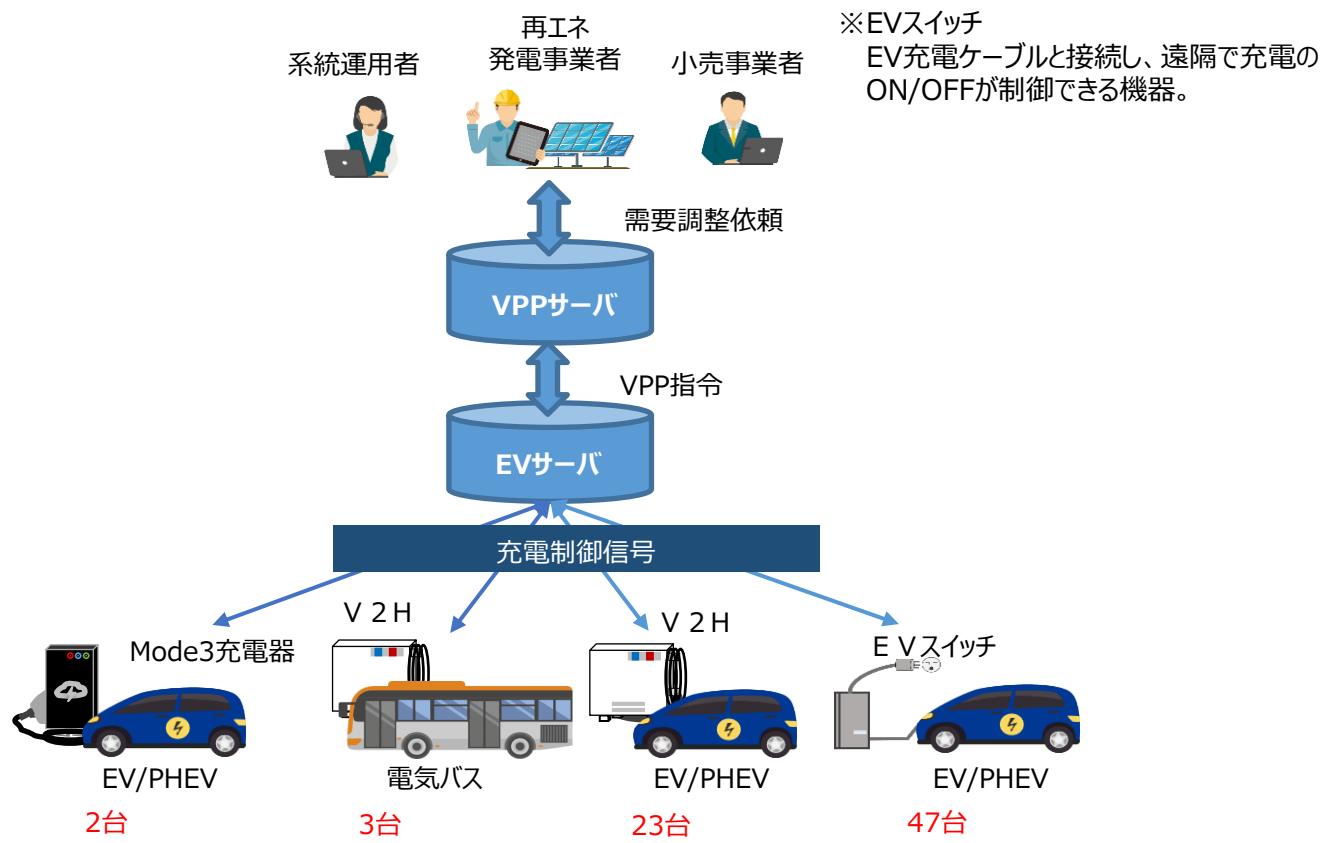 ※EVスイッチ
EV充電ケーブルと接続し、遠隔で充電の
ON/OFFが制御できる機器。
系統運用者
再エネ
発電事業者
小売事業者
需要調整依頼
VPPサーバ
VPP指令
EVサーバ
充電制御信号
Mode3充電器
V2H
V2H
EVスイッチ
EV/PHEV
電気バス
EV/PHEV
EV/PHEV
2台
3台
23台
47台